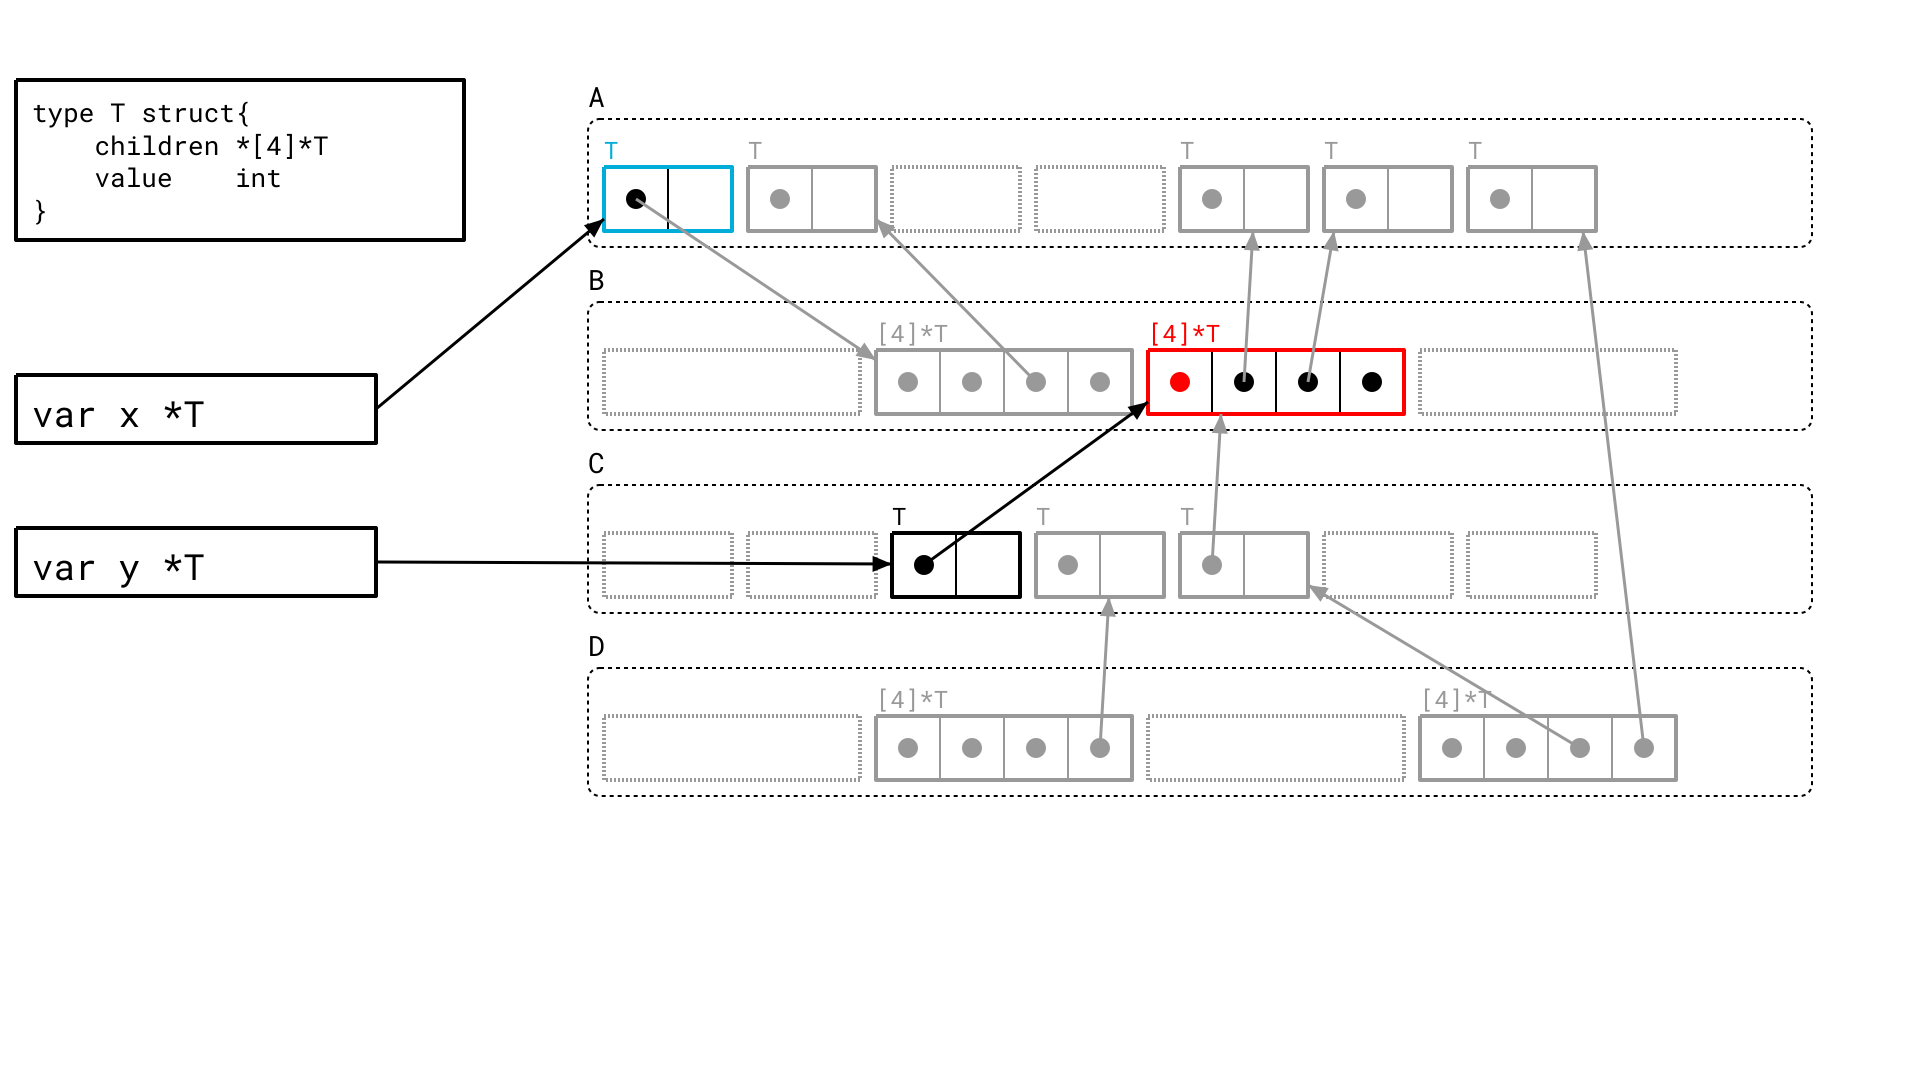 type T struct{
    children *[4]*T
    value    int
}
var x *T
var y *T
A
T T T T T
B
[4]*T [4]*T
C
T T T
D
[4]*T [4]*T